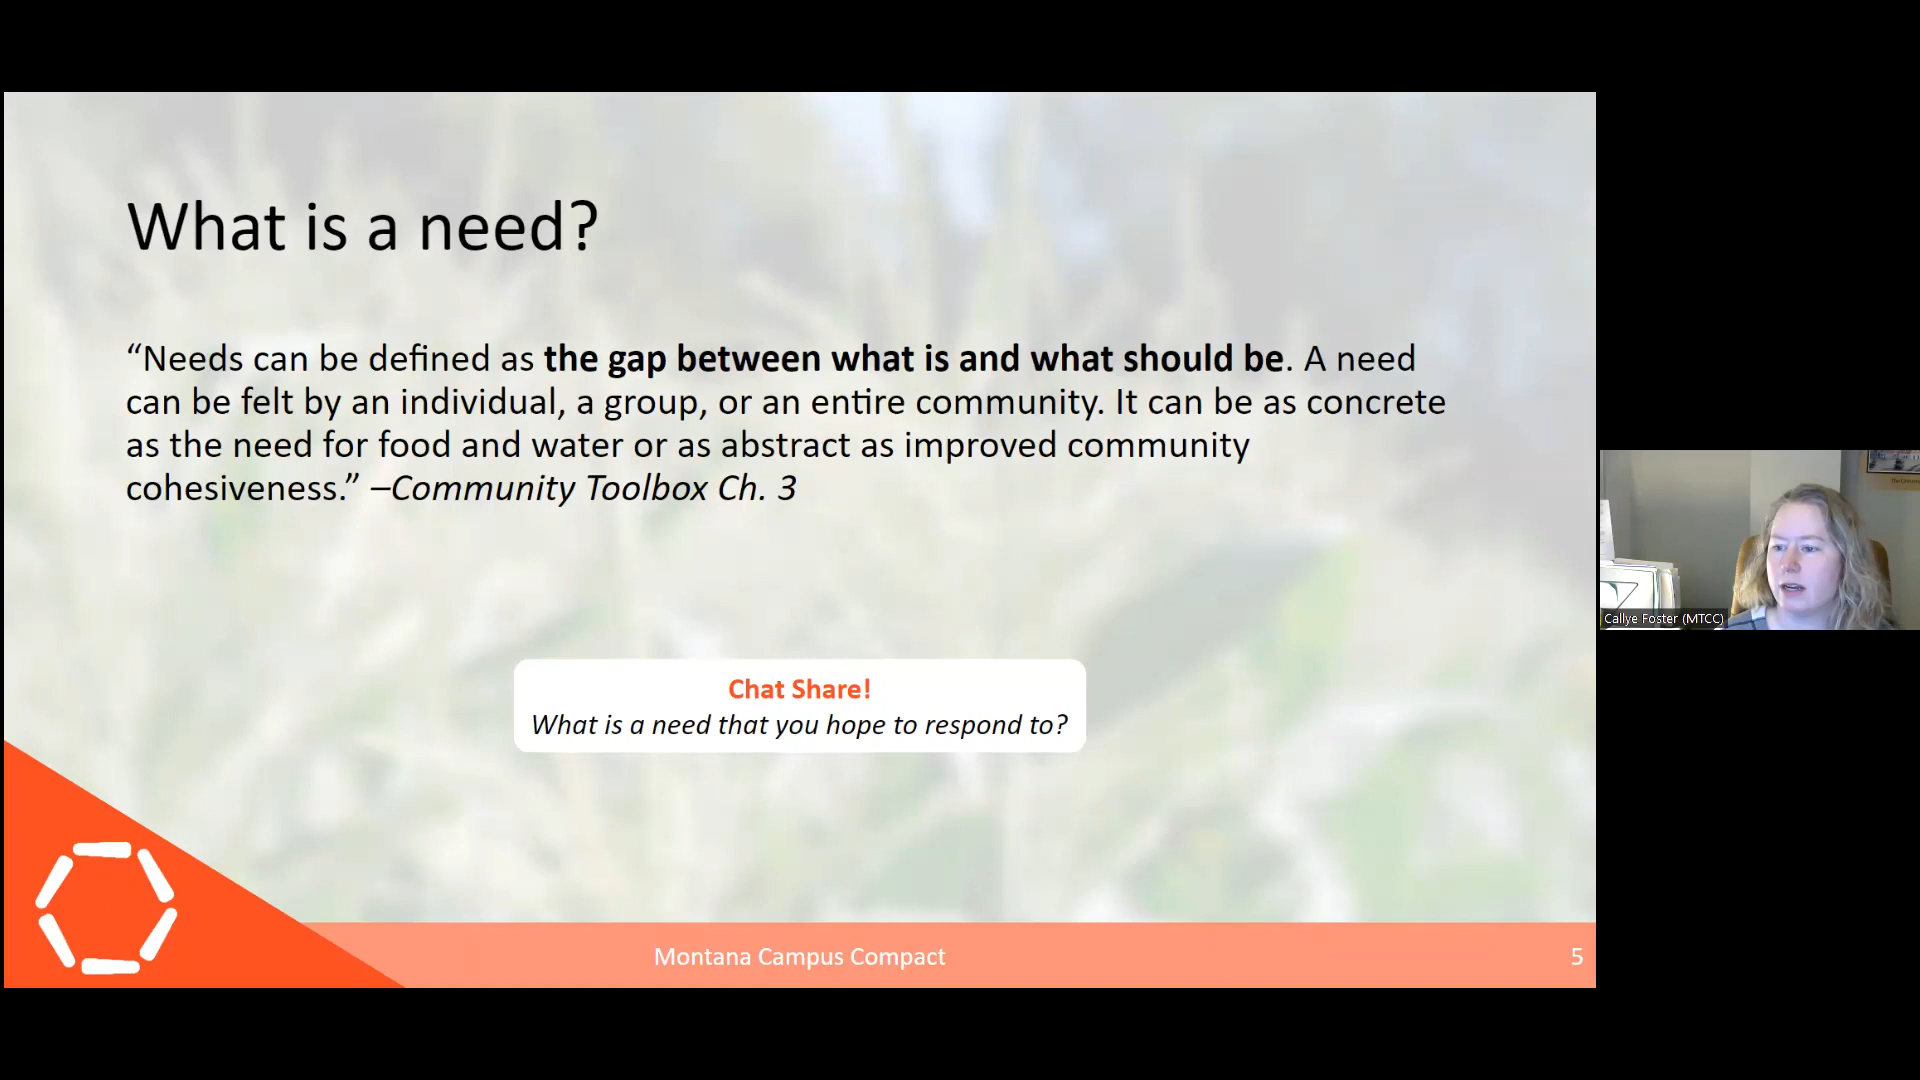 What is a need?
“Needs can be defined as the gap between what is and what should be. A need
can be felt by an individual, a group, or an entire community. It can be as concrete
as the need for food and water or as abstract as improved community
cohesiveness.” –Community Toolbox Ch. 3
Chat Share!
What is a need that you hope to respond to?
Montana Campus Compact
5
Callye Foster (MTCC)